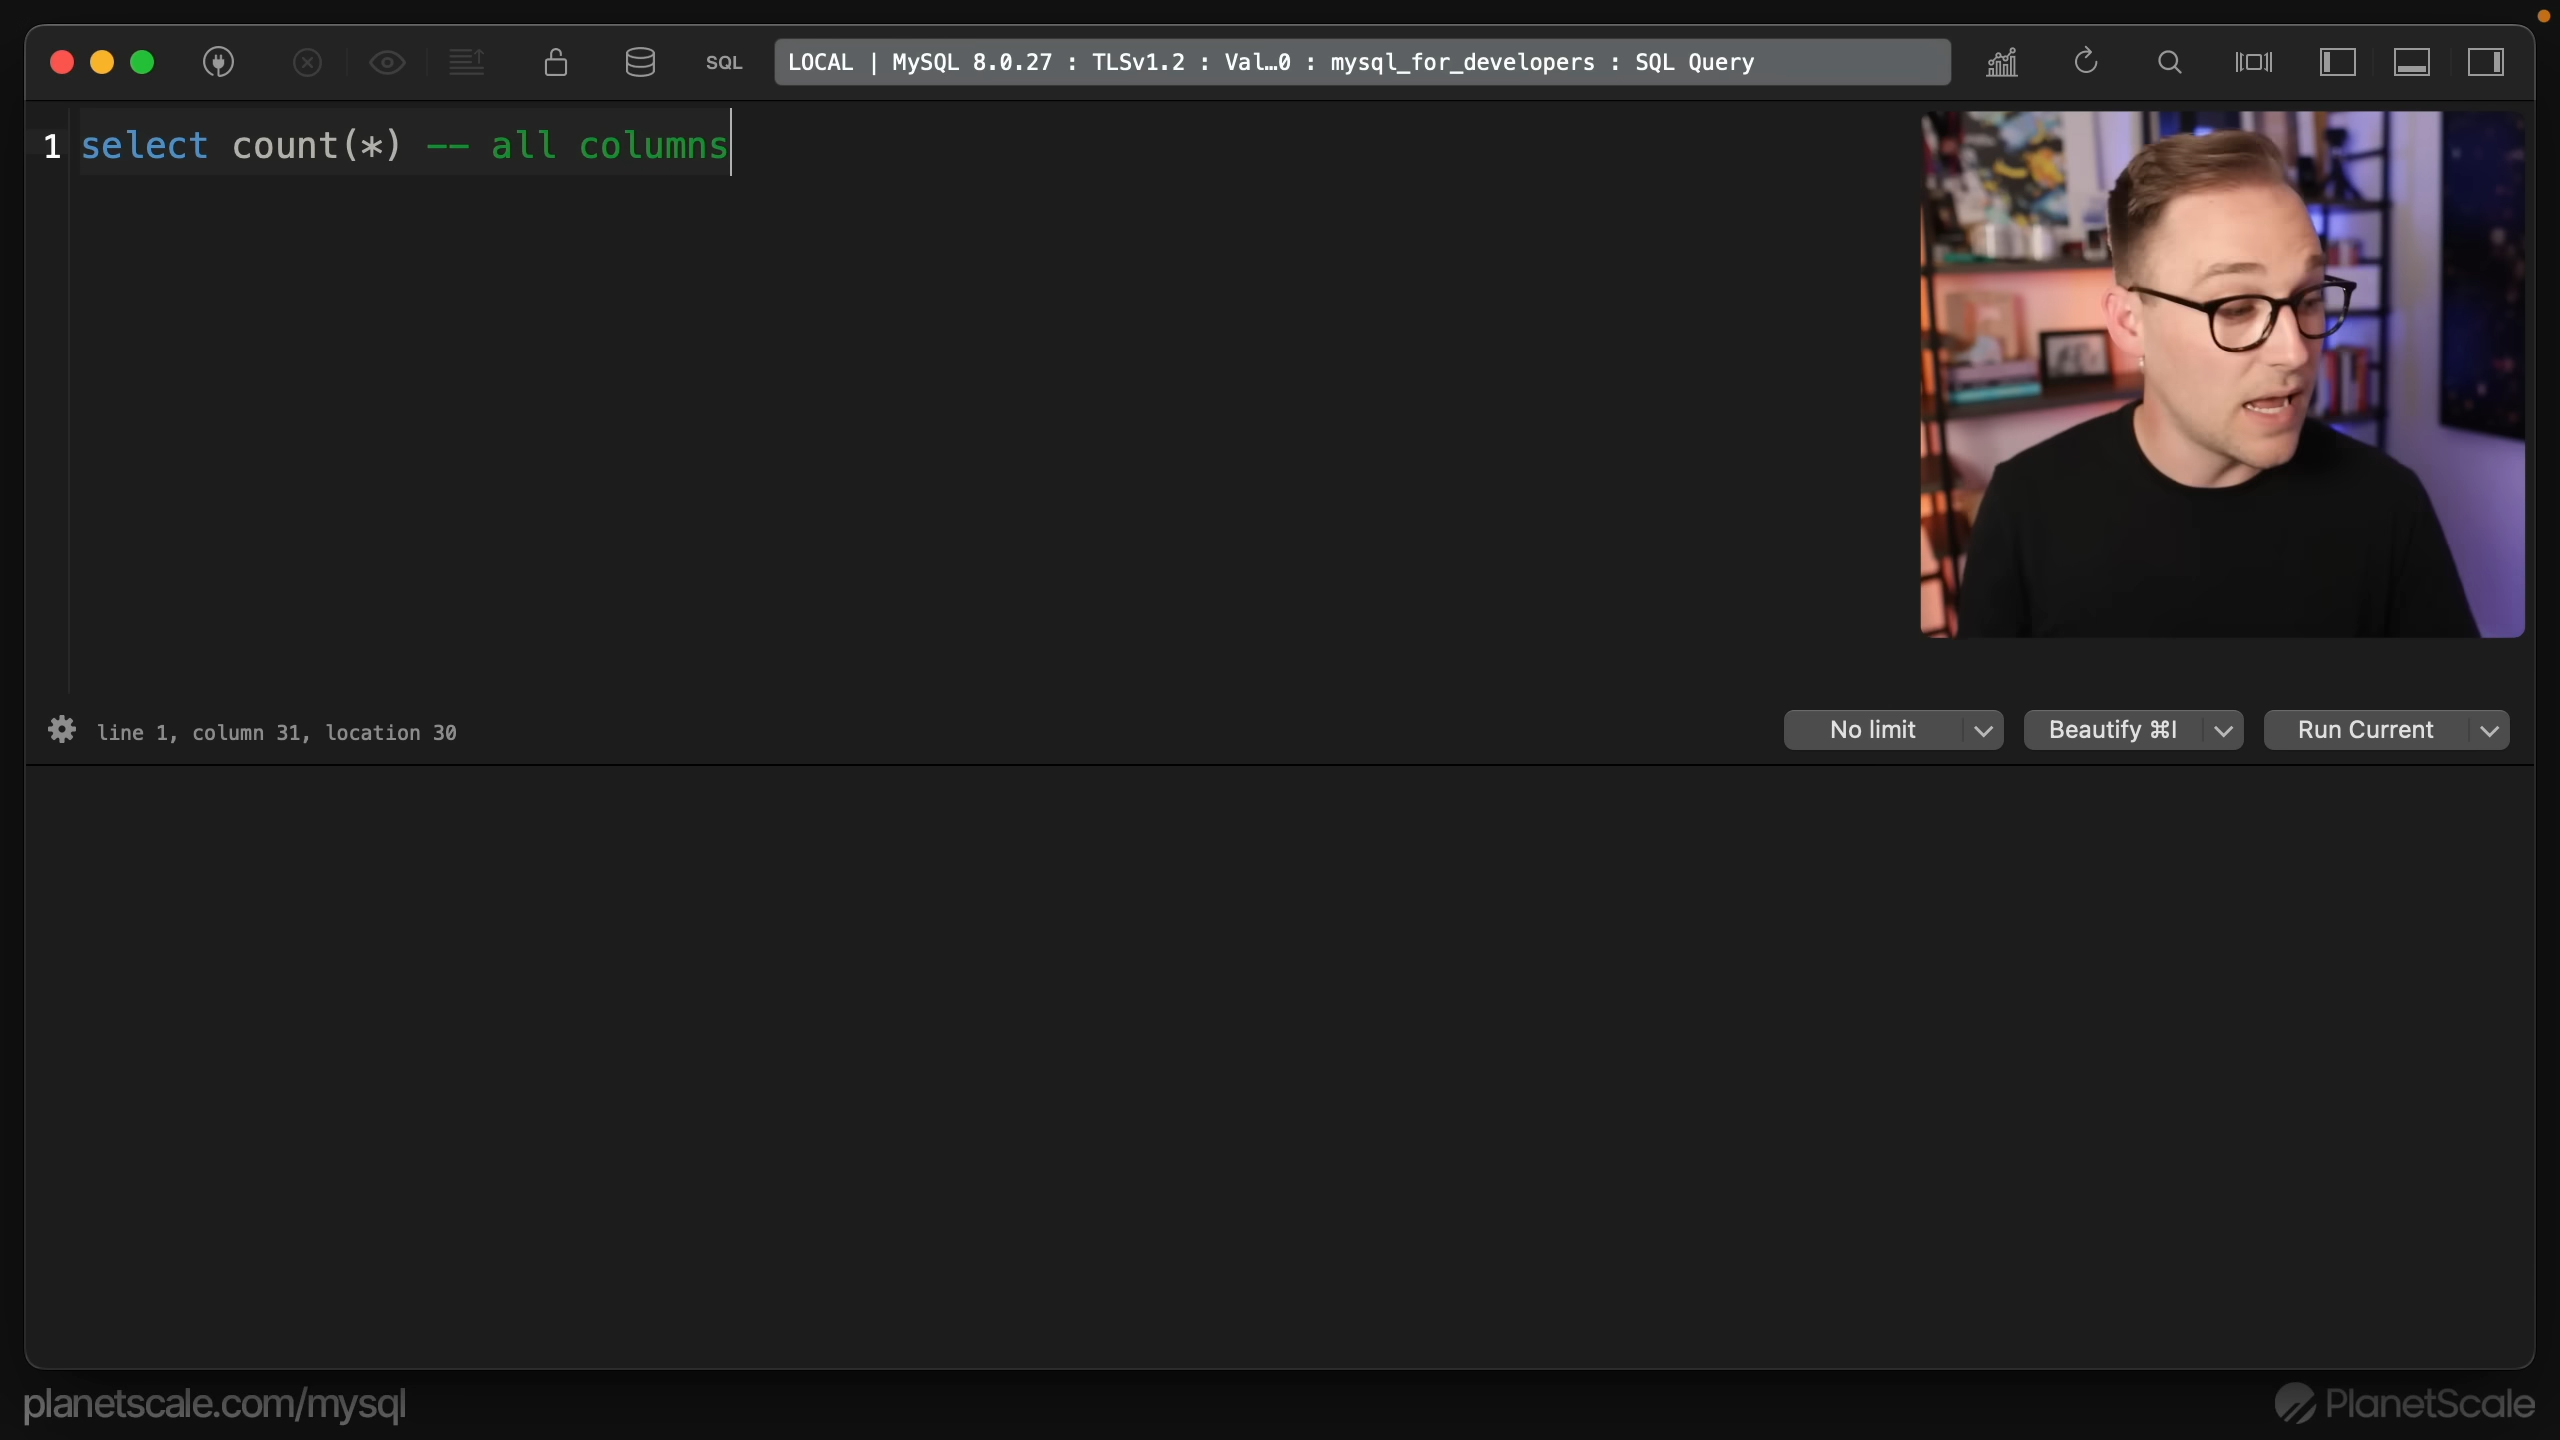 SQL
LOCAL | MySQL 8.0.27 : TLSv1.2 : Val…0 : mysql_for_developers : SQL Query
1 select count(*) -- all columns
line 1, column 31, location 30
No limit
Beautify ⌘I
Run Current
planetscale.com/mysql
PlanetScale